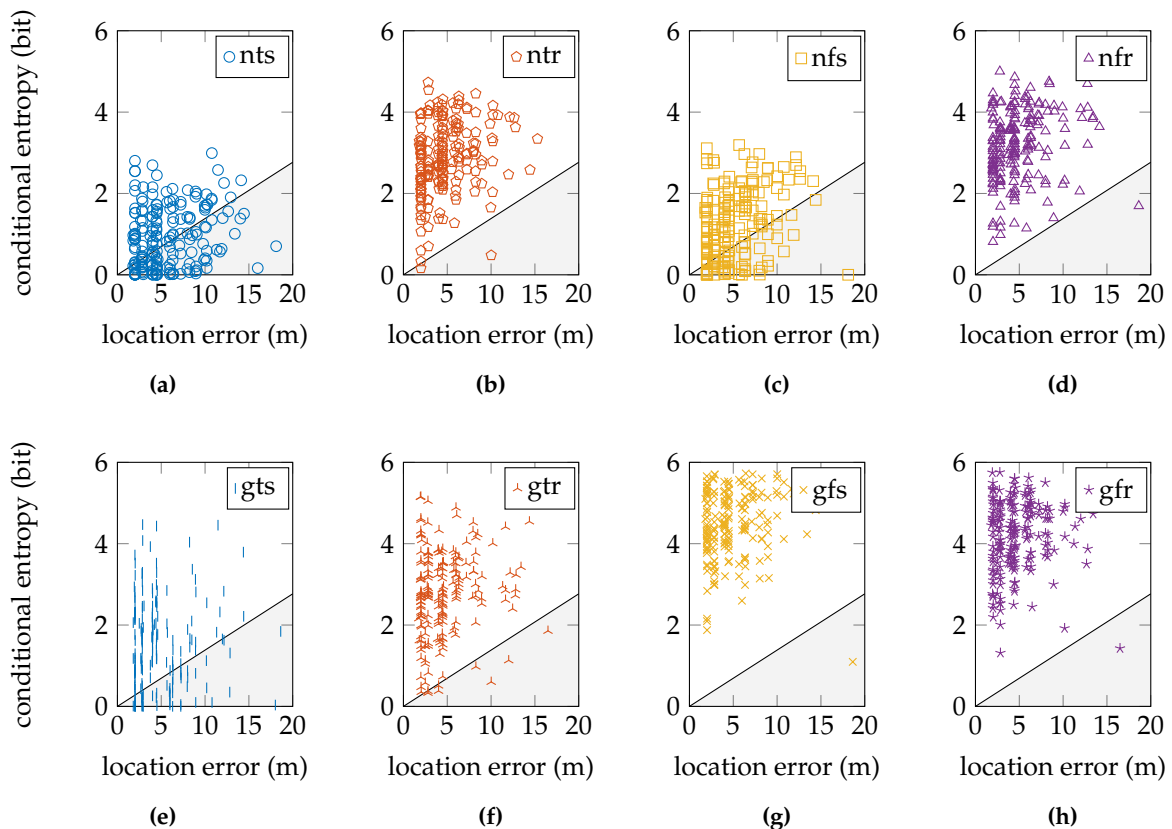 conditional entropy (bit)
6
4
2
0
0 5 10 15 20
location error (m)
nts
(a)
6
4
2
0
0 5 10 15 20
location error (m)
ntr
(b)
6
4
2
0
0 5 10 15 20
location error (m)
nfs
(c)
6
4
2
0
0 5 10 15 20
location error (m)
nfr
(d)
conditional entropy (bit)
6
4
2
0
0 5 10 15 20
location error (m)
gts
(e)
6
4
2
0
0 5 10 15 20
location error (m)
gtr
(f)
6
4
2
0
0 5 10 15 20
location error (m)
gfs
(g)
6
4
2
0
0 5 10 15 20
location error (m)
gfr
(h)